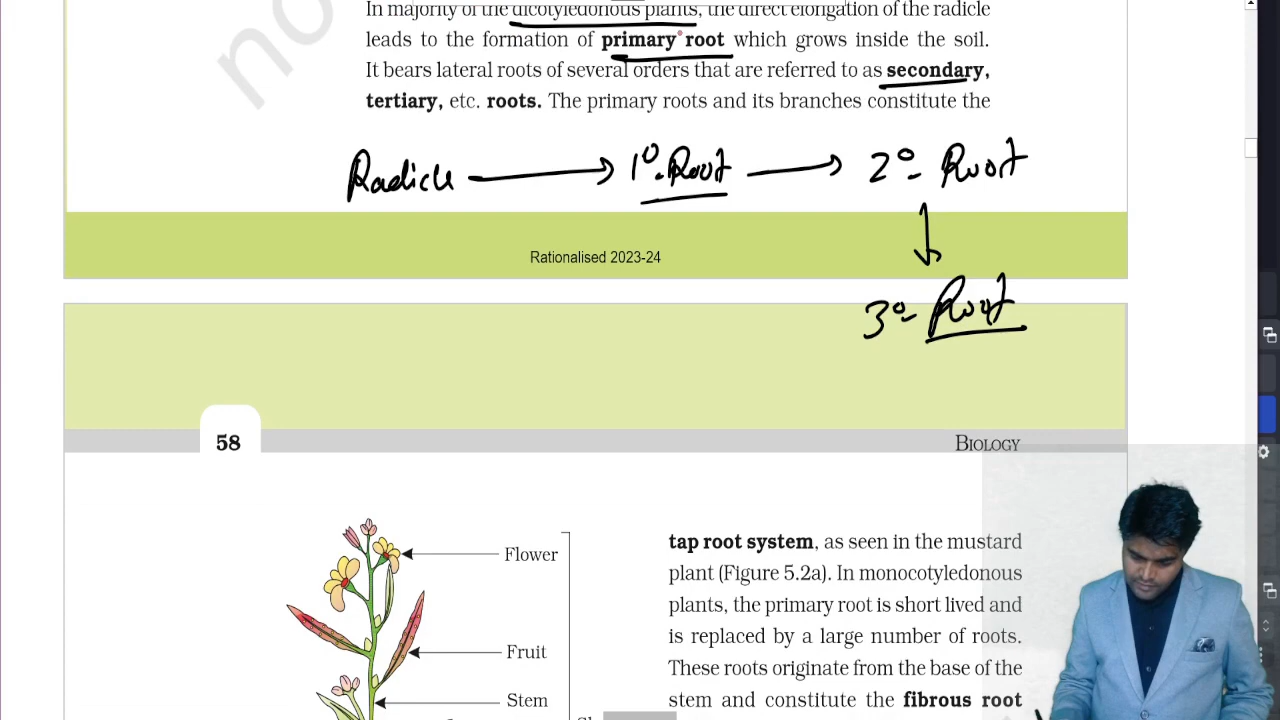 no
In majority of the dicotyledonous plants, the direct elongation of the radicle
leads to the formation of primary root which grows inside the soil.
It bears lateral roots of several orders that are referred to as secondary,
tertiary, etc. roots. The primary roots and its branches constitute the
Radicle → 1º Root → 2º Root
↓
3º Root
Rationalised 2023-24
58
BIOLOGY
Flower
Fruit
Stem
tap root system, as seen in the mustard
plant (Figure 5.2a). In monocotyledonous
plants, the primary root is short lived and
is replaced by a large number of roots.
These roots originate from the base of the
stem and constitute the fibrous root